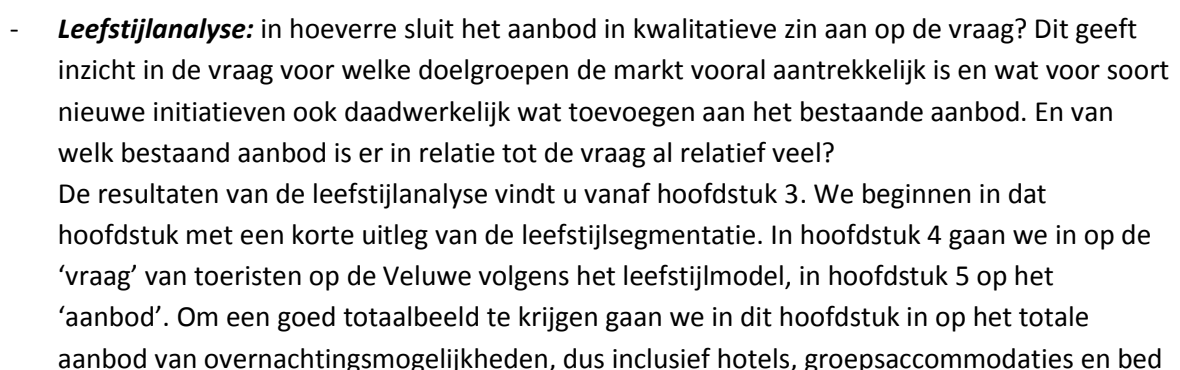 - Leefstijlanalyse: in hoeverre sluit het aanbod in kwalitatieve zin aan op de vraag? Dit geeft
inzicht in de vraag voor welke doelgroepen de markt vooral aantrekkelijk is en wat voor soort
nieuwe initiatieven ook daadwerkelijk wat toevoegen aan het bestaande aanbod. En van
welk bestaand aanbod is er in relatie tot de vraag al relatief veel?
De resultaten van de leefstijlanalyse vindt u vanaf hoofdstuk 3. We beginnen in dat
hoofdstuk met een korte uitleg van de leefstijlsegmentatie. In hoofdstuk 4 gaan we in op de
‘vraag’ van toeristen op de Veluwe volgens het leefstijlmodel, in hoofdstuk 5 op het
‘aanbod’. Om een goed totaalbeeld te krijgen gaan we in dit hoofdstuk in op het totale
aanbod van overnachtingsmogelijkheden, dus inclusief hotels, groepsaccommodaties en bed